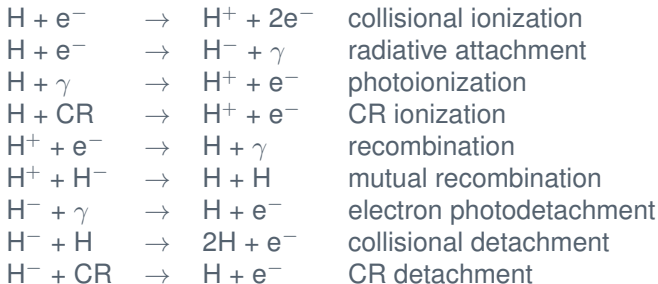 H + e⁻ → H⁺ + 2e⁻ collisional ionization
H + e⁻ → H⁻ + γ radiative attachment
H + γ → H⁺ + e⁻ photoionization
H + CR → H⁺ + e⁻ CR ionization
H⁺ + e⁻ → H + γ recombination
H⁺ + H⁻ → H + H mutual recombination
H⁻ + γ → H + e⁻ electron photodetachment
H⁻ + H → 2H + e⁻ collisional detachment
H⁻ + CR → H + e⁻ CR detachment